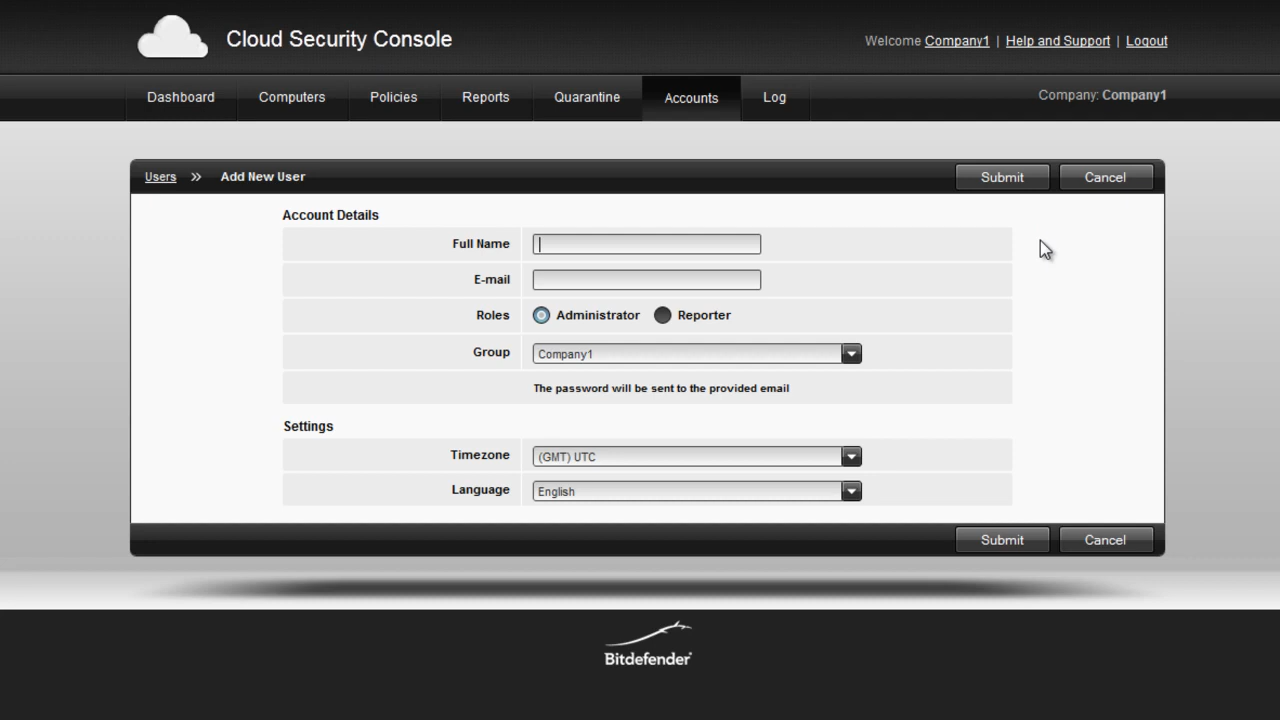 Cloud Security Console
Welcome Company1 | Help and Support | Logout
Dashboard Computers Policies Reports Quarantine Accounts Log
Company: Company1
Users » Add New User Submit Cancel
Account Details
Full Name
E-mail
Roles Administrator Reporter
Group Company1
The password will be sent to the provided email
Settings
Timezone (GMT) UTC
Language English
Submit Cancel
Bitdefender